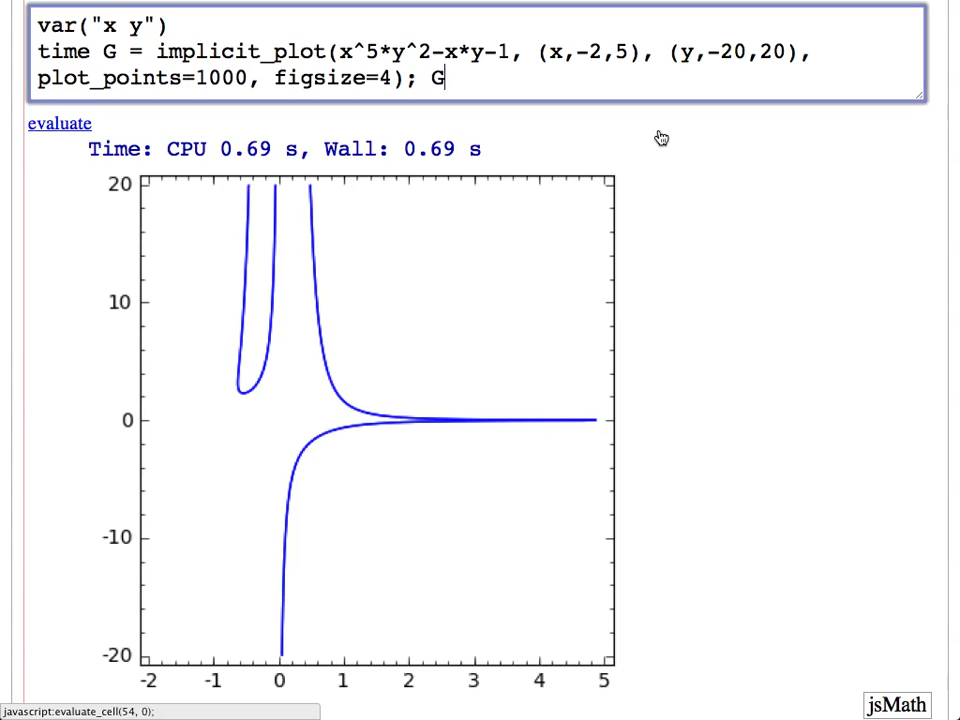 var("x y")
time G = implicit_plot(x^5*y^2-x*y-1, (x,-2,5), (y,-20,20),
plot_points=1000, figsize=4); G
evaluate
Time: CPU 0.69 s, Wall: 0.69 s
20
10
0
-10
-20
-2 -1 0 1 2 3 4 5
javascript:evaluate_cell(54, 0);
jsMath